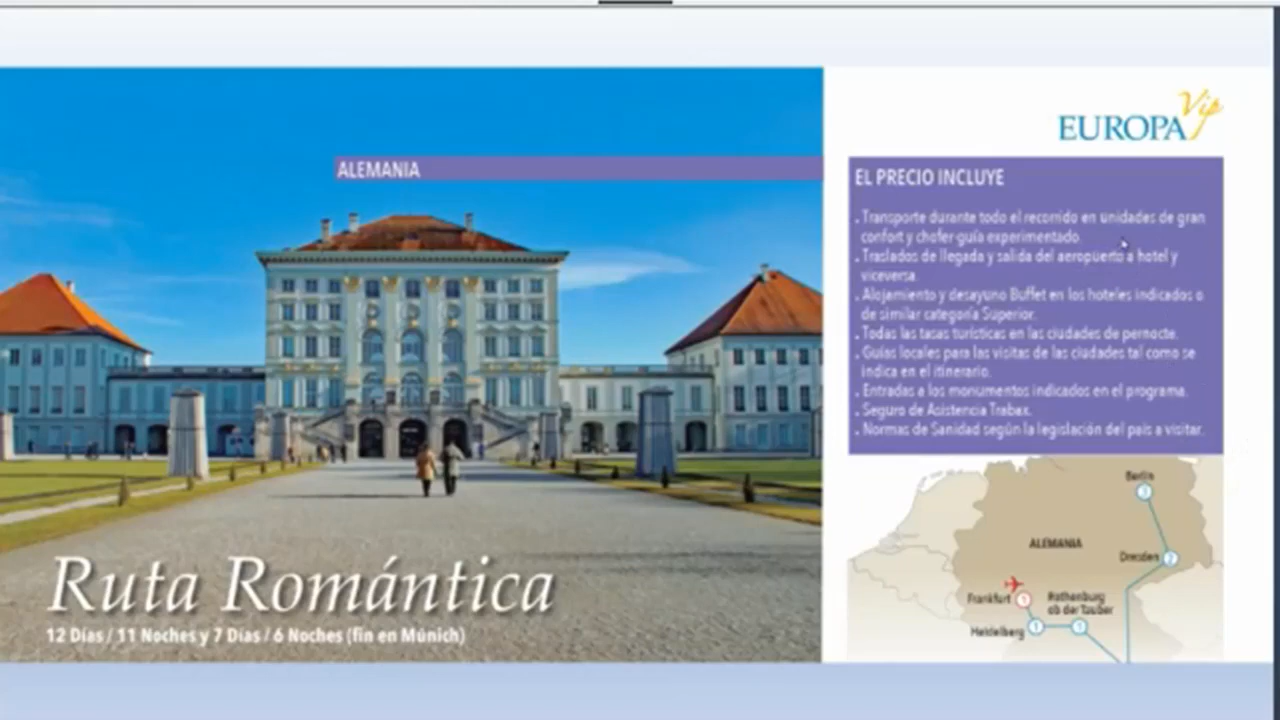 ALEMANIA
Ruta Romántica
12 Días / 11 Noches y 7 Días / 6 Noches (fin en Múnich)
EUROPA Vip
EL PRECIO INCLUYE
. Transporte durante todo el recorrido en unidades de gran
confort y chofer-guía experimentado.
. Traslados de llegada y salida del aeropuerto a hotel y
viceversa.
. Alojamiento y desayuno Buffet en los hoteles indicados o
de similar categoría Superior.
. Todas las tasas turísticas en las ciudades de pernocte.
. Guías locales para las visitas de las ciudades tal como se
indica en el itinerario.
. Entradas a los monumentos indicados en el programa.
. Seguro de Asistencia Trabax.
. Normas de Sanidad según la legislación del país a visitar.
Berlín
3
ALEMANIA
Dresden
2
Frankfurt
1
Rothenburg
ob der Tauber
Heidelberg
1
1